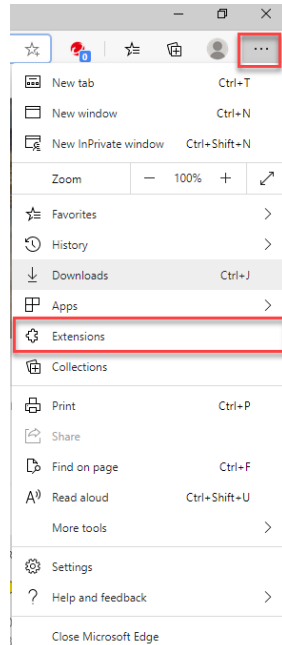 0
New tab Ctrl+T
New window Ctrl+N
New InPrivate window Ctrl+Shift+N
Zoom — 100% +
Favorites
History
Downloads Ctrl+J
Apps
Extensions
Collections
Print Ctrl+P
Share
Find on page Ctrl+F
Read aloud Ctrl+Shift+U
More tools
Settings
Help and feedback
Close Microsoft Edge